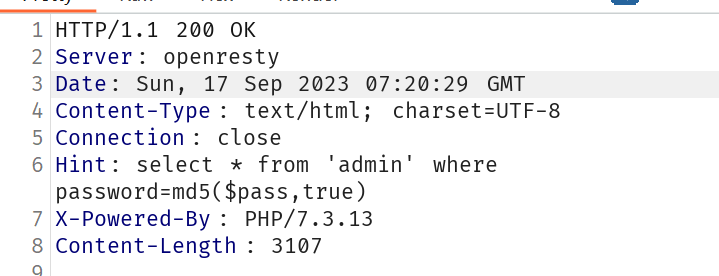 1 HTTP/1.1 200 OK
2 Server: openresty
3 Date: Sun, 17 Sep 2023 07:20:29 GMT
4 Content-Type: text/html; charset=UTF-8
5 Connection: close
6 Hint: select * from 'admin' where
password=md5($pass,true)
7 X-Powered-By: PHP/7.3.13
8 Content-Length: 3107
9